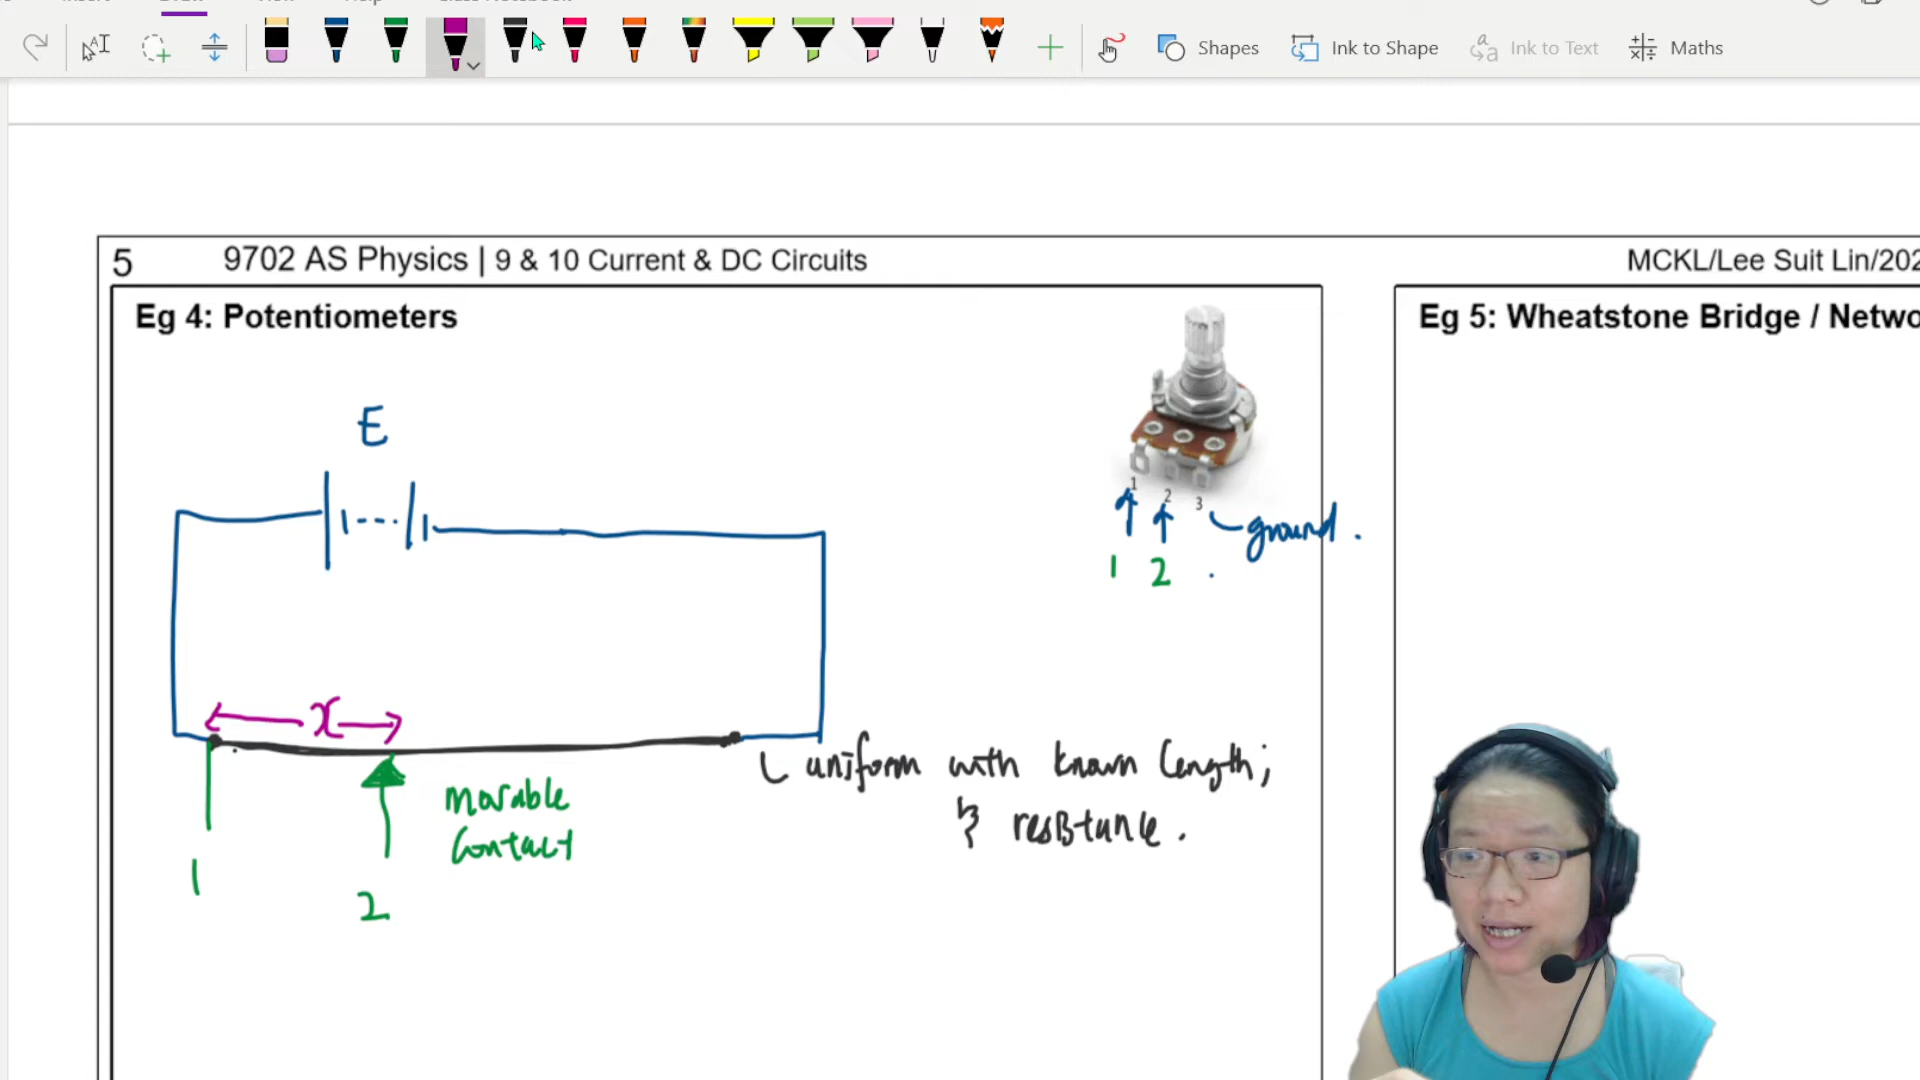 Shapes
Ink to Shape
Ink to Text
Maths
5
9702 AS Physics | 9 & 10 Current & DC Circuits
MCKL/Lee Suit Lin/202
Eg 4: Potentiometers
Eg 5: Wheatstone Bridge / Netwo
E
1
2
3
ground.
1
2
x
uniform with known length;
& resistance.
movable
contact
1
2